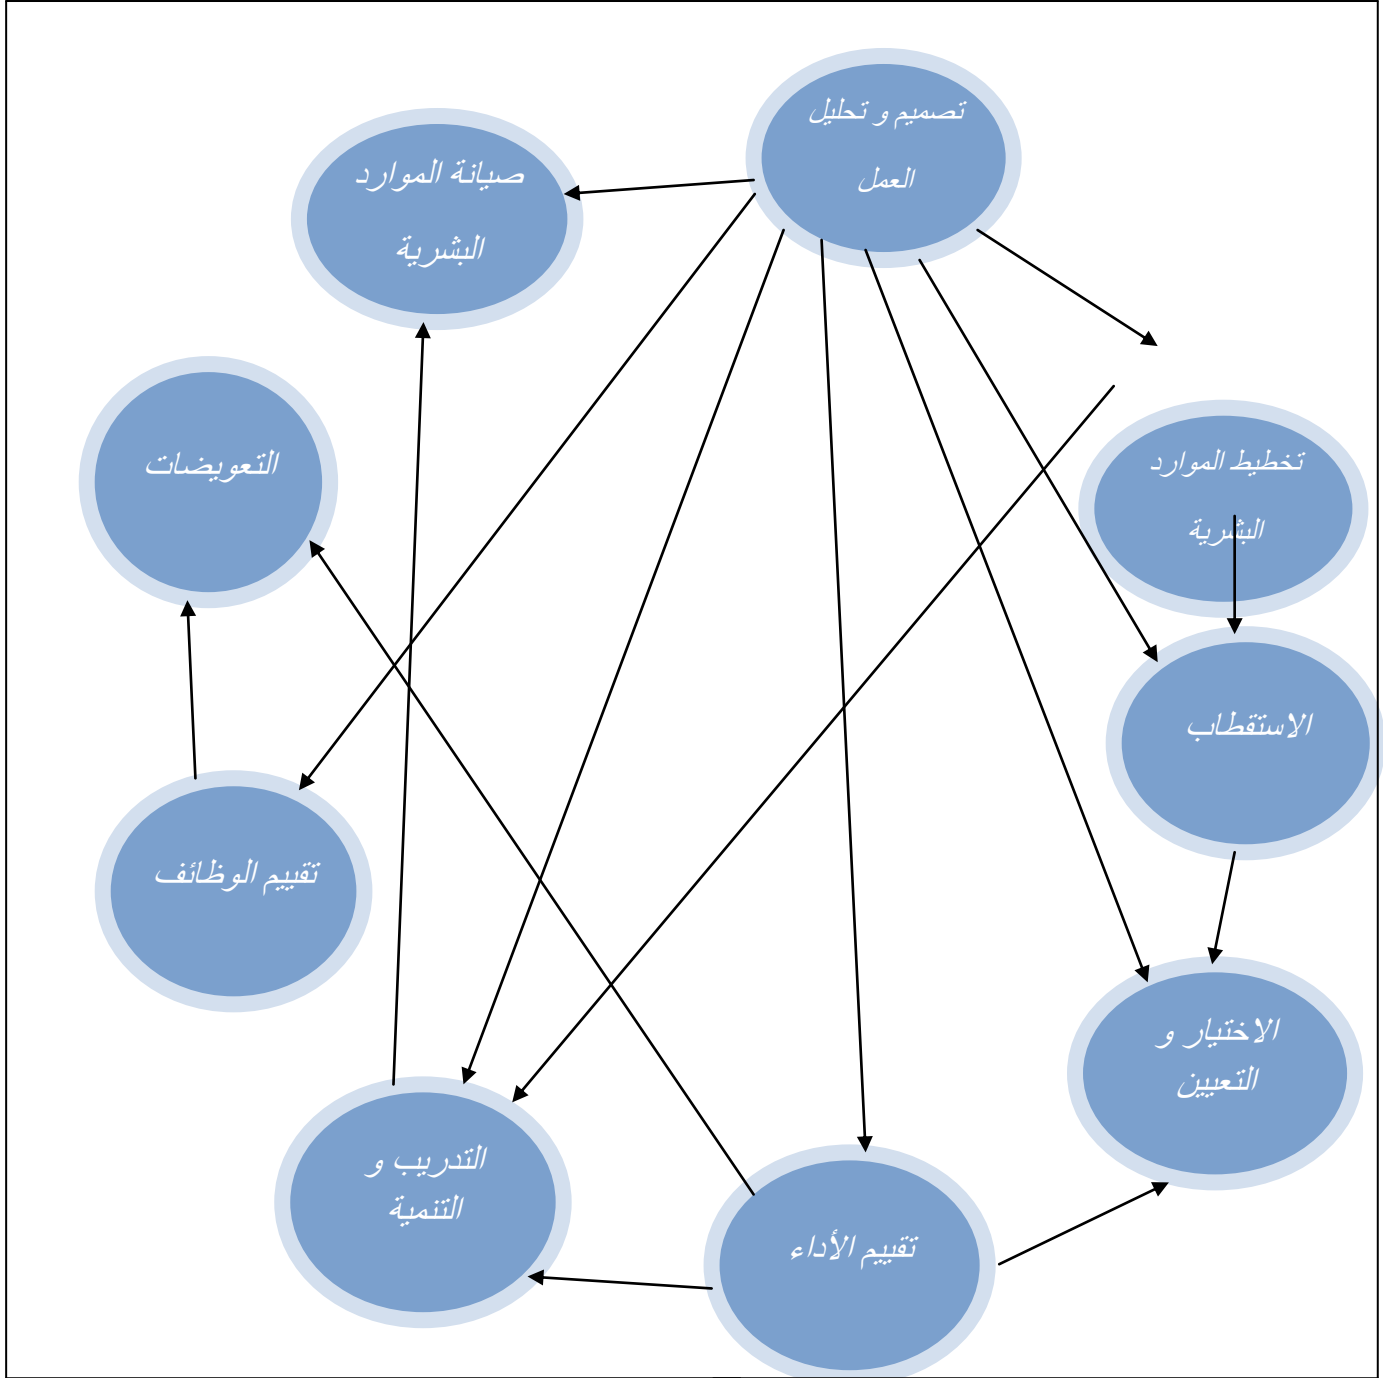 تصميم و تحليل
العمل
صيانة الموارد
البشرية
تخطيط الموارد
البشرية
التعويضات
الاستقطاب
تقييم الوظائف
الاختيار و
التعيين
التدريب و
التنمية
تقييم الأداء